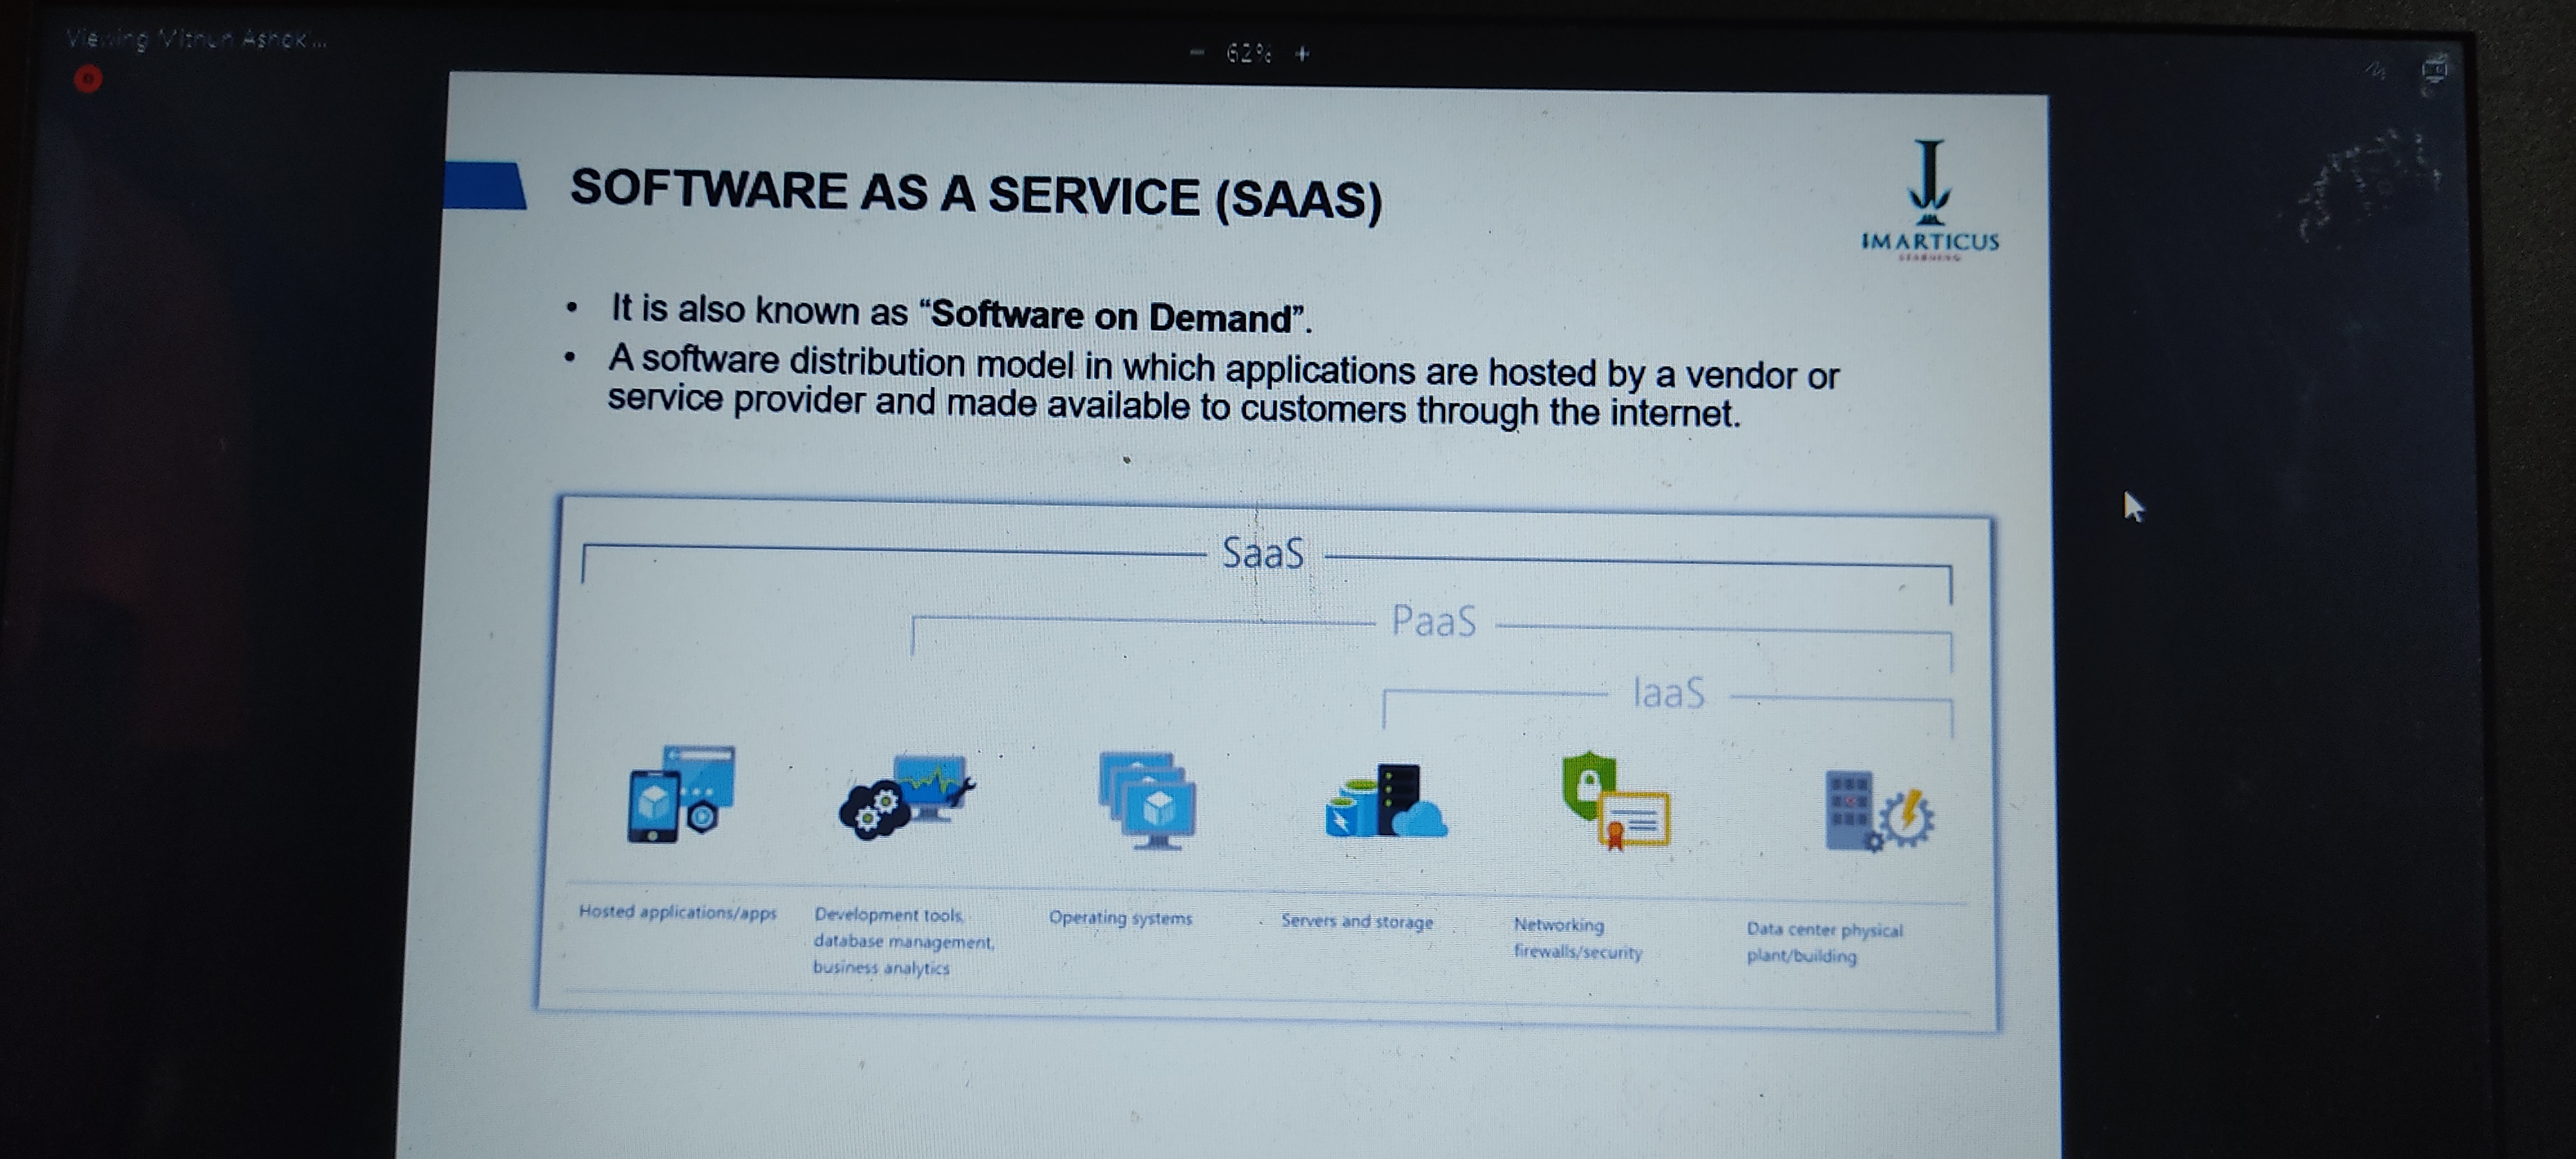 Viewing Mithun Ashok...
- 62% +
SOFTWARE AS A SERVICE (SAAS)
IMARTICUS
LEARNING
• It is also known as “Software on Demand”.
• A software distribution model in which applications are hosted by a vendor or
service provider and made available to customers through the internet.
SaaS
PaaS
IaaS
Hosted applications/apps
Development tools,
database management,
business analytics
Operating systems
Servers and storage
Networking
firewalls/security
Data center physical
plant/building